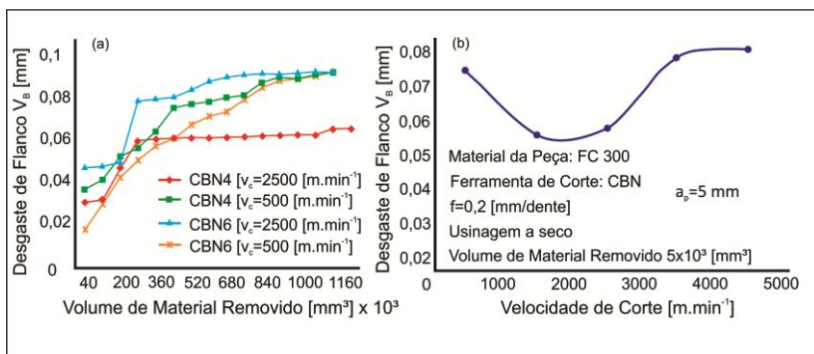 (a)
Desgaste de Flanco V_B [mm]
0,1
0,08
0,06
0,04
0,02
0
CBN4 [v_c=2500 [m.min⁻¹]
CBN4 [v_c=500 [m.min⁻¹]
CBN6 [v_c=2500 [m.min⁻¹]
CBN6 [v_c=500 [m.min⁻¹]
40 200 360 520 680 840 1000 1160
Volume de Material Removido [mm³] x 10³
(b)
Desgaste de Flanco V_B [mm]
0,08
0,07
0,06
0,05
0,04
0,03
0,02
Material da Peça: FC 300
Ferramenta de Corte: CBN
a_p=5 mm
f=0,2 [mm/dente]
Usinagem a seco
Volume de Material Removido 5x10³ [mm³]
0 1000 2000 3000 4000 5000
Velocidade de Corte [m.min⁻¹]